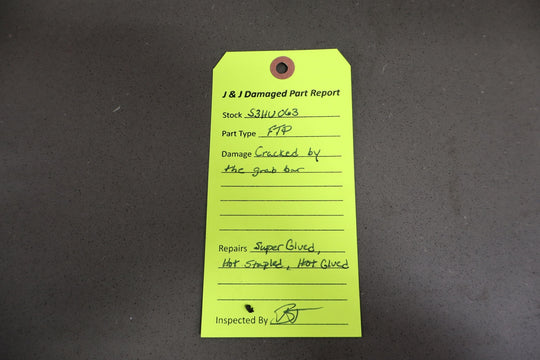 J & J Damaged Part Report
Stock S3HU063
Part Type FTP
Damage Cracked by
the grab bar
Repairs Super Glued,
Hot Stapled, Hot Glued
Inspected By